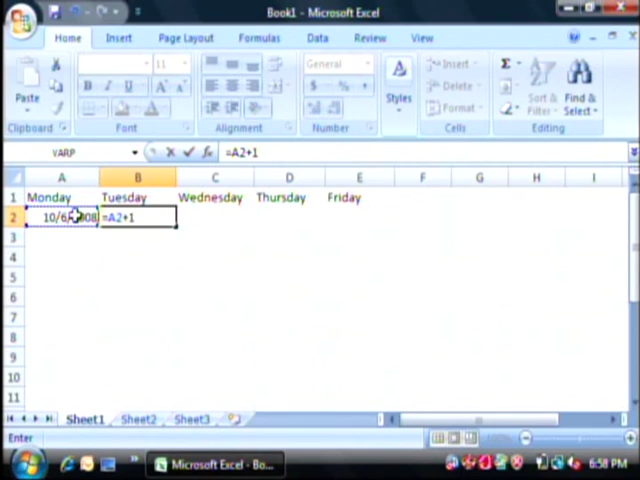 Book1 - Microsoft Excel
Home Insert Page Layout Formulas Data Review View
Paste
11
General
Styles
Insert
Delete
Format
Sort & Filter
Find & Select
Clipboard Font Alignment Number Cells Editing
VARP =A2+1
A B C D E F G H I
1 Monday Tuesday Wednesday Thursday Friday
2 =A2+1
3
4
5
6
7
8
9
10
11
Sheet1 Sheet2 Sheet3
Enter
Microsoft Excel - Bo...
6:58 PM